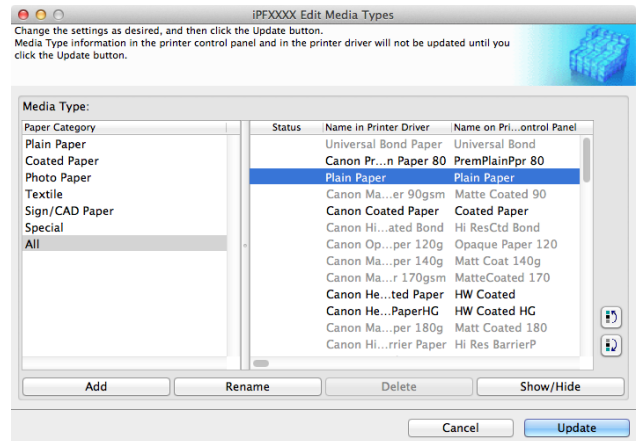 iPFXXXX Edit Media Types
Change the settings as desired, and then click the Update button.
Media Type information in the printer control panel and in the printer driver will not be updated until you
click the Update button.
Media Type:
Paper Category Status Name in Printer Driver Name on Pri...ontrol Panel
Plain Paper Universal Bond Paper Universal Bond
Coated Paper Canon Pr...n Paper 80 PremPlainPpr 80
Photo Paper Plain Paper Plain Paper
Textile Canon Ma...er 90gsm Matte Coated 90
Sign/CAD Paper Canon Coated Paper Coated Paper
Special Canon Hi...ated Bond Hi ResCtd Bond
All Canon Op...per 120g Opaque Paper 120
Canon Ma...per 140g Matt Coat 140g
Canon Ma...r 170gsm MatteCoated 170
Canon He...ted Paper HW Coated
Canon He...PaperHG HW Coated HG
Canon Ma...per 180g Matt Coated 180
Canon Hi...rrier Paper Hi Res BarrierP
Add Rename Delete Show/Hide
Cancel Update